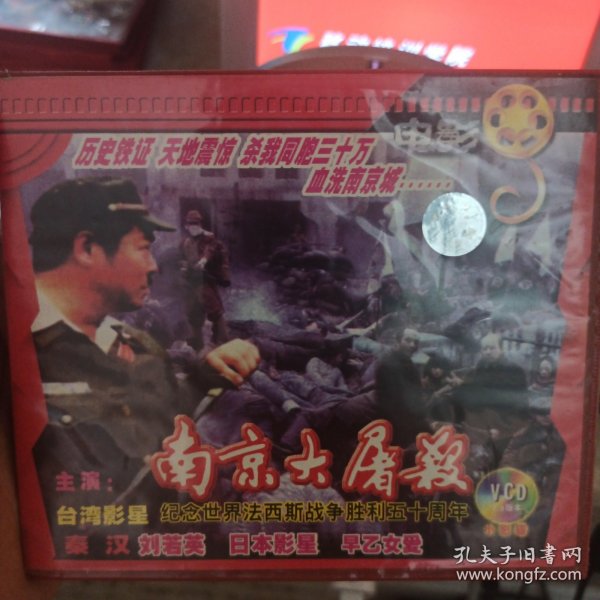 电影
历史铁证 天地震惊 杀我同胞三十万
血洗南京城……
南京大屠殺
主演：
台湾影星 纪念世界法西斯战争胜利五十周年
秦汉 刘若英 日本影星 早乙女爱
VCD
孔夫子旧书网
www.kongfz.com